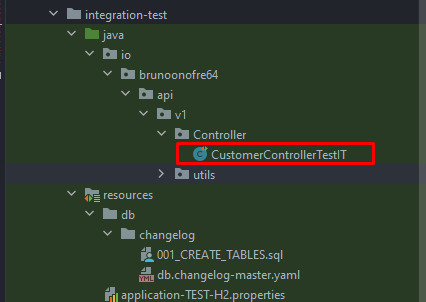 integration-test
java
io
brunoonofre64
api
v1
Controller
CustomerControllerTestIT
utils
resources
db
changelog
001_CREATE_TABLES.sql
db.changelog-master.yaml
application-TEST-H2.properties